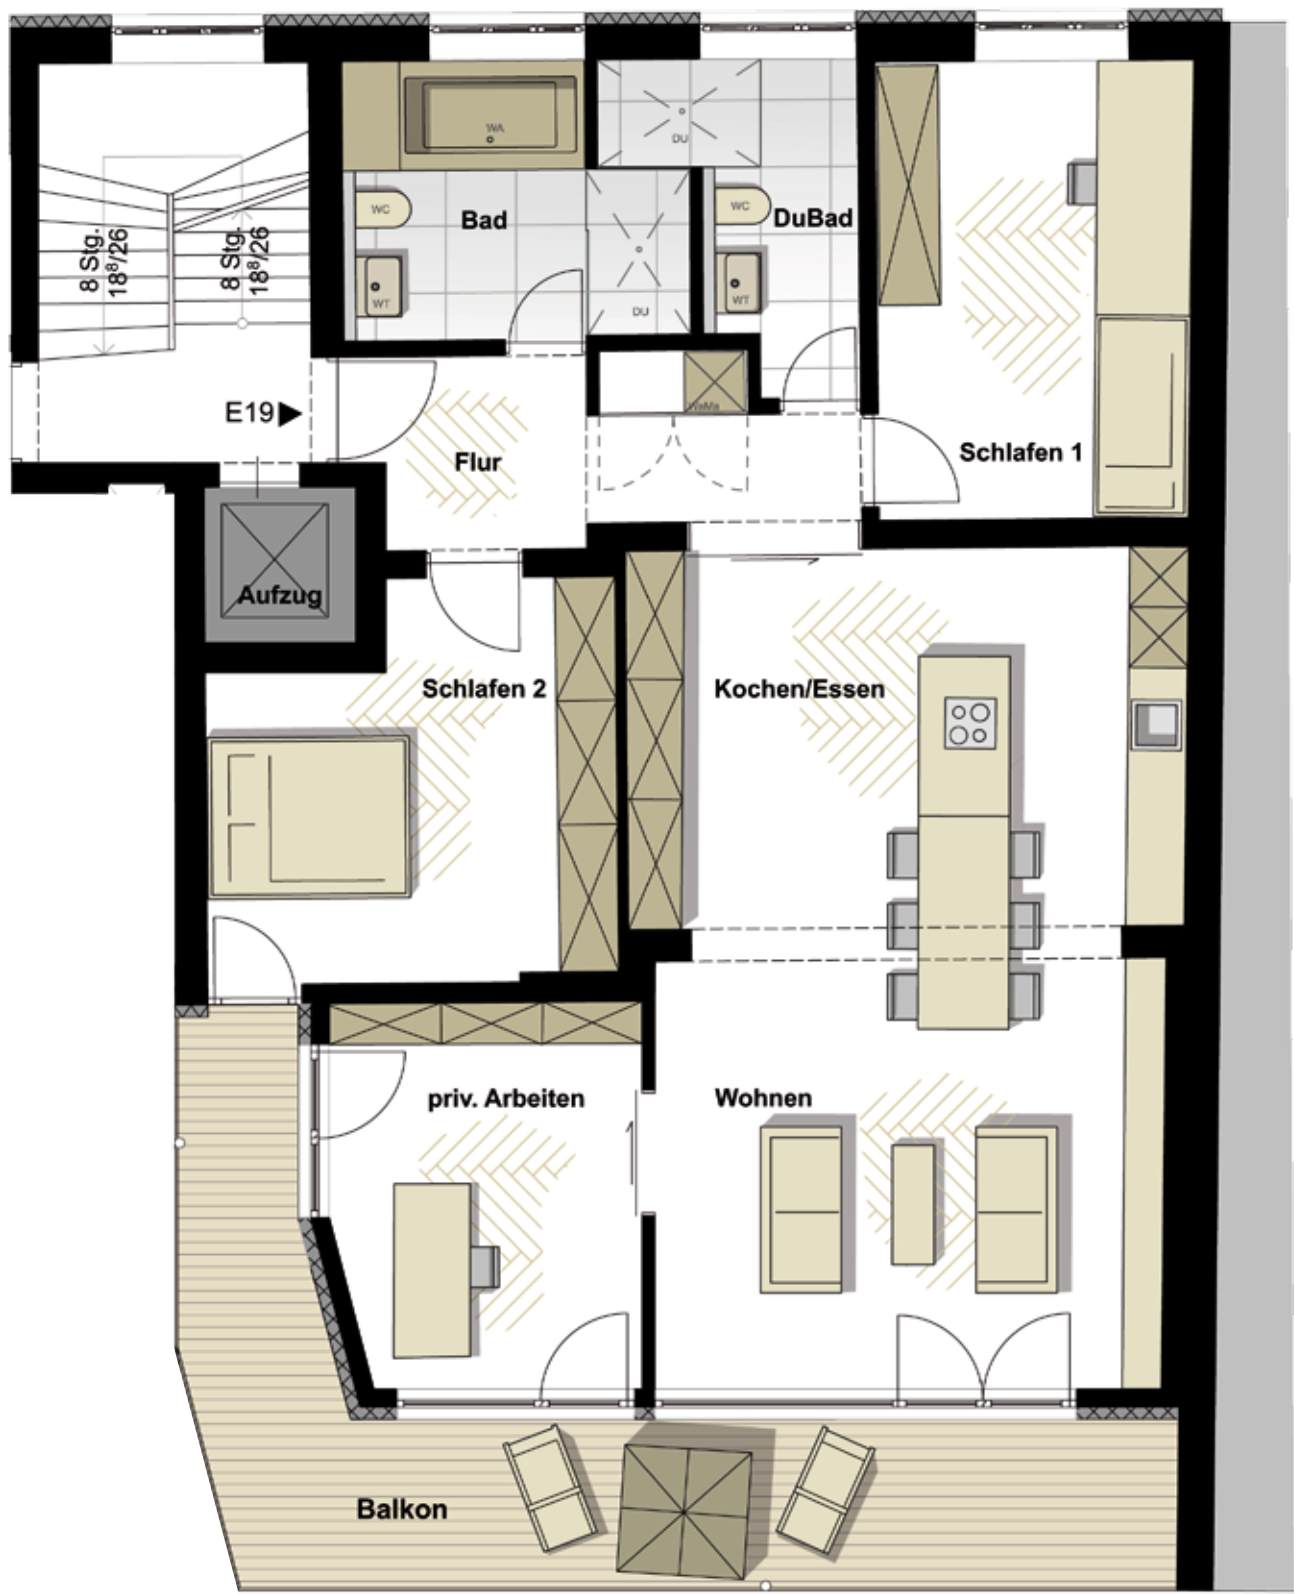 WA
DU
WC
Bad
WC
DuBad
8 Stg.
18⁸/26
8 Stg.
18⁸/26
WT
DU
WT
E19
WaMa
Flur
Schlafen 1
Aufzug
Schlafen 2
Kochen/Essen
priv. Arbeiten
Wohnen
Balkon